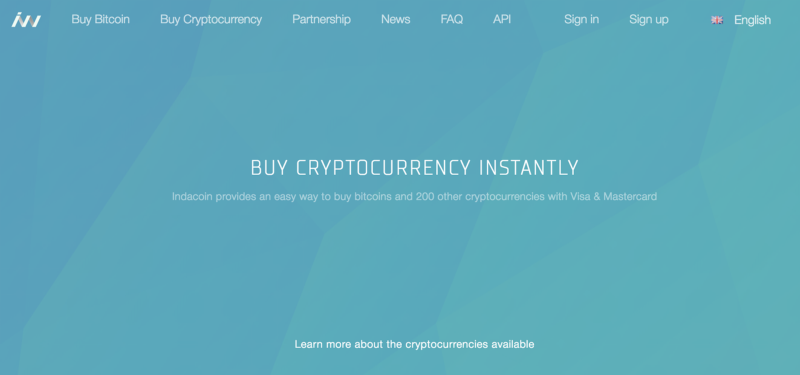 Buy Bitcoin Buy Cryptocurrency Partnership News FAQ API Sign in Sign up English
BUY CRYPTOCURRENCY INSTANTLY
Indacoin provides an easy way to buy bitcoins and 200 other cryptocurrencies with Visa & Mastercard
Learn more about the cryptocurrencies available